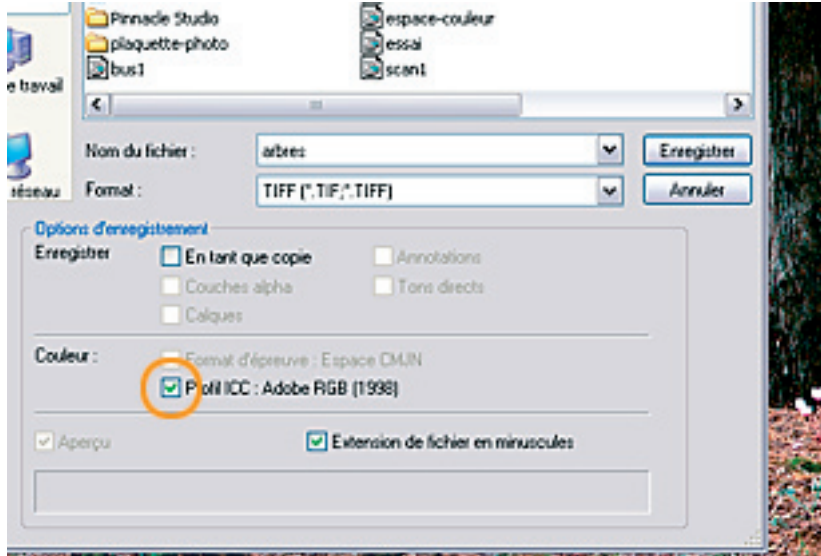 Pinnacle Studio espace-couleur
plaquette-photo essai
bus1 scan1
e travail
Nom du fichier : arbres Enregistrer
réseau Format : TIFF (*.TIF;*.TIFF) Annuler
Options d'enregistrement
Enregistrer En tant que copie Annotations
Couches alpha Tons directs
Calques
Couleur : Format d'épreuve : Espace CMJN
Profil ICC : Adobe RGB (1998)
Aperçu Extension de fichier en minuscules